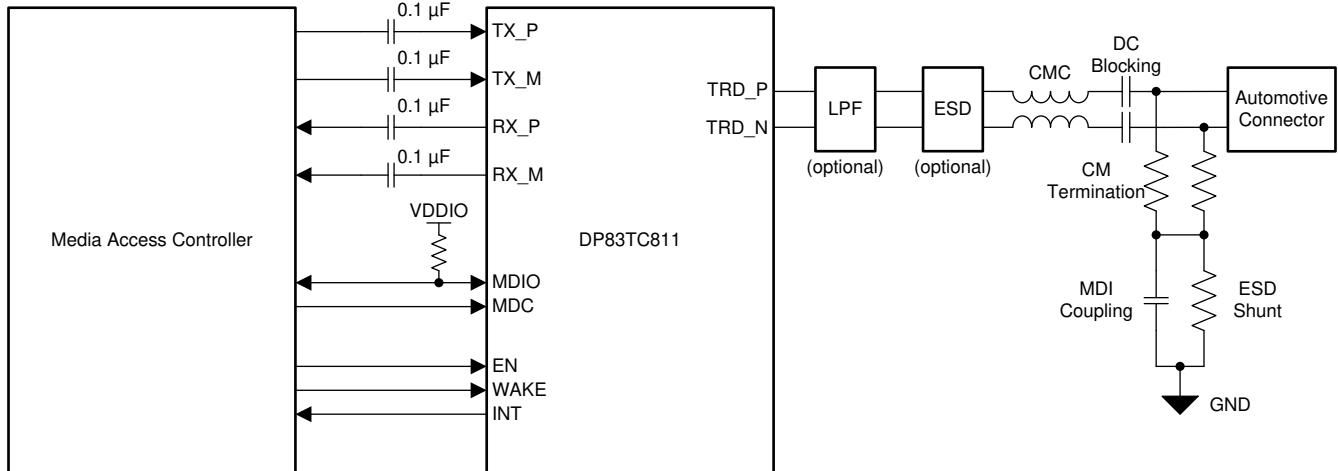 0.1 µF
TX_P
0.1 µF
TX_M
0.1 µF
RX_P
0.1 µF
RX_M
VDDIO
Media Access Controller
DP83TC811
MDIO
MDC
EN
WAKE
INT
TRD_P
TRD_N
LPF
(optional)
ESD
(optional)
CMC
DC
Blocking
Automotive
Connector
CM
Termination
MDI
Coupling
ESD
Shunt
GND